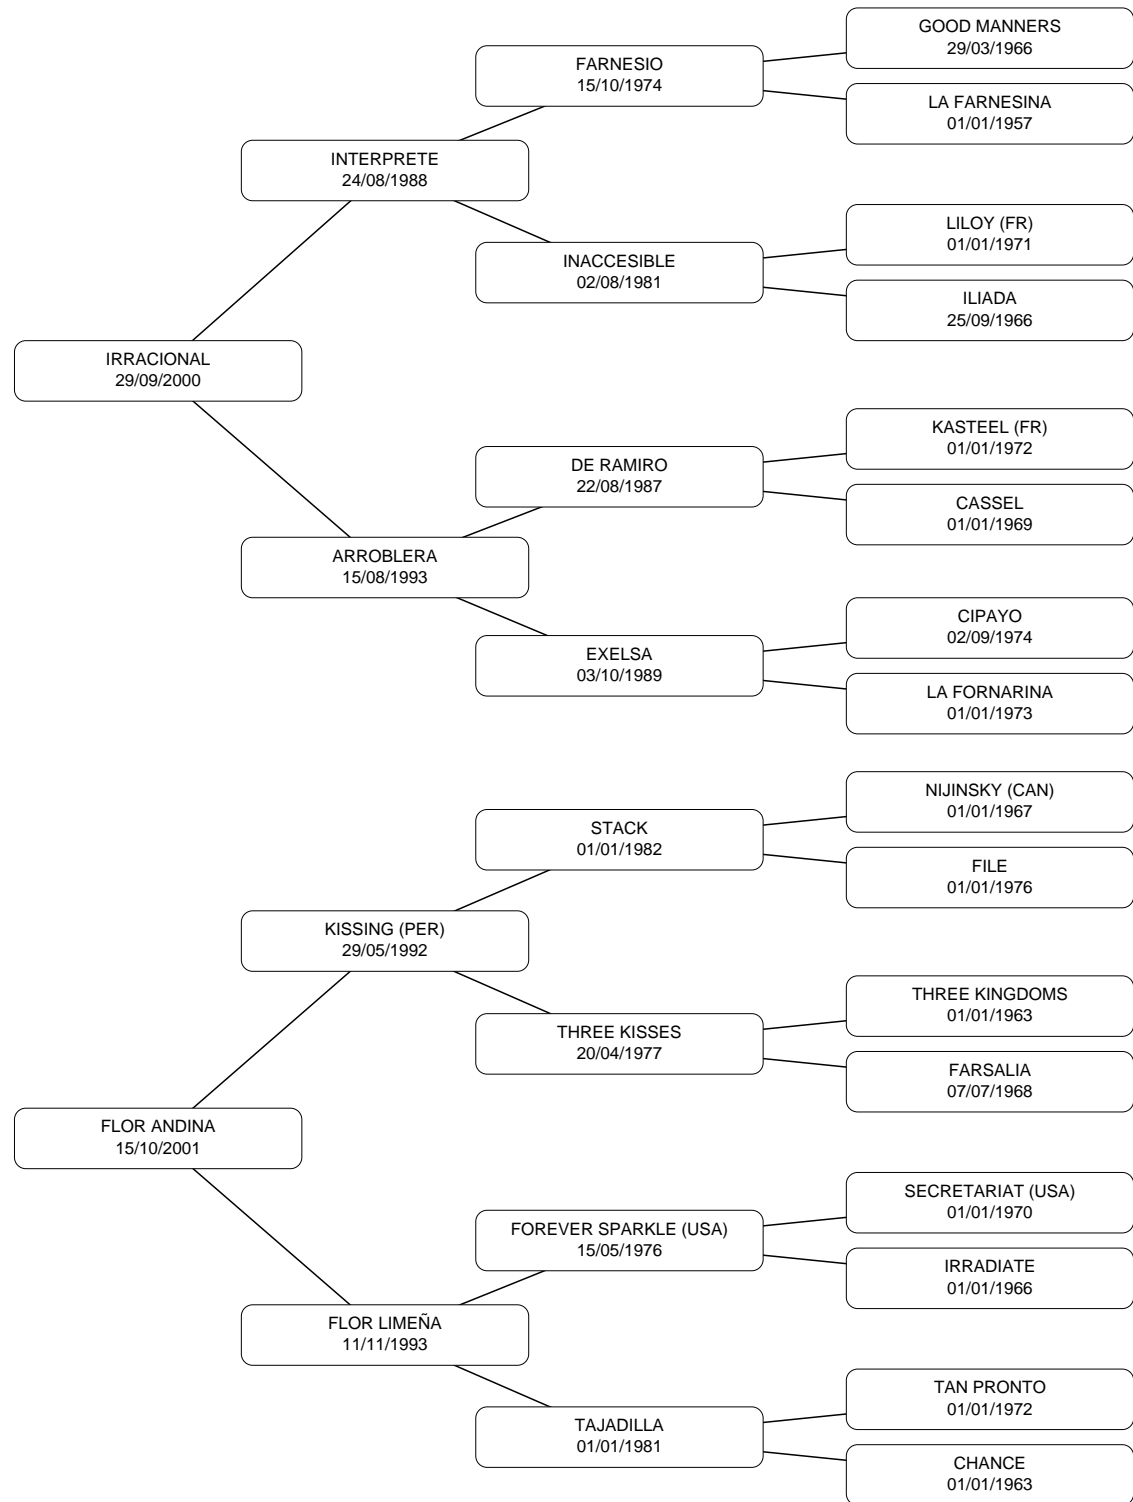 GOOD MANNERS
29/03/1966
FARNESIO
15/10/1974
LA FARNESINA
01/01/1957
INTERPRETE
24/08/1988
LILOY (FR)
01/01/1971
INACCESIBLE
02/08/1981
ILIADA
25/09/1966
IRRACIONAL
29/09/2000
KASTEEL (FR)
01/01/1972
DE RAMIRO
22/08/1987
CASSEL
01/01/1969
ARROBLERA
15/08/1993
CIPAYO
02/09/1974
EXELSA
03/10/1989
LA FORNARINA
01/01/1973
NIJINSKY (CAN)
01/01/1967
STACK
01/01/1982
FILE
01/01/1976
KISSING (PER)
29/05/1992
THREE KINGDOMS
01/01/1963
THREE KISSES
20/04/1977
FARSALIA
07/07/1968
FLOR ANDINA
15/10/2001
SECRETARIAT (USA)
01/01/1970
FOREVER SPARKLE (USA)
15/05/1976
IRRADIATE
01/01/1966
FLOR LIMEÑA
11/11/1993
TAN PRONTO
01/01/1972
TAJADILLA
01/01/1981
CHANCE
01/01/1963